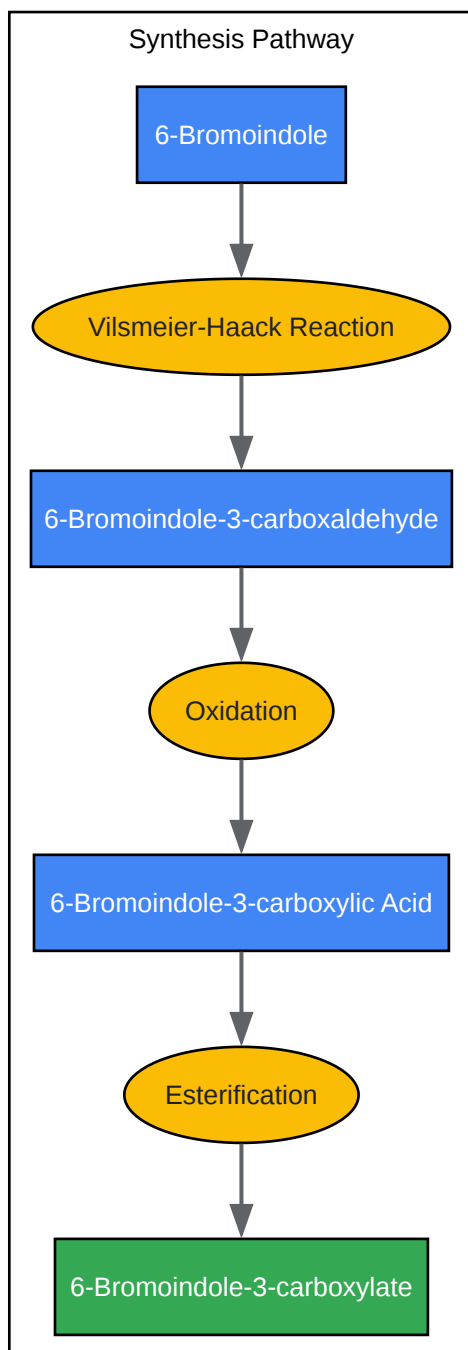 Synthesis Pathway
6-Bromoindole
Vilsmeier-Haack Reaction
6-Bromoindole-3-carboxaldehyde
Oxidation
6-Bromoindole-3-carboxylic Acid
Esterification
6-Bromoindole-3-carboxylate